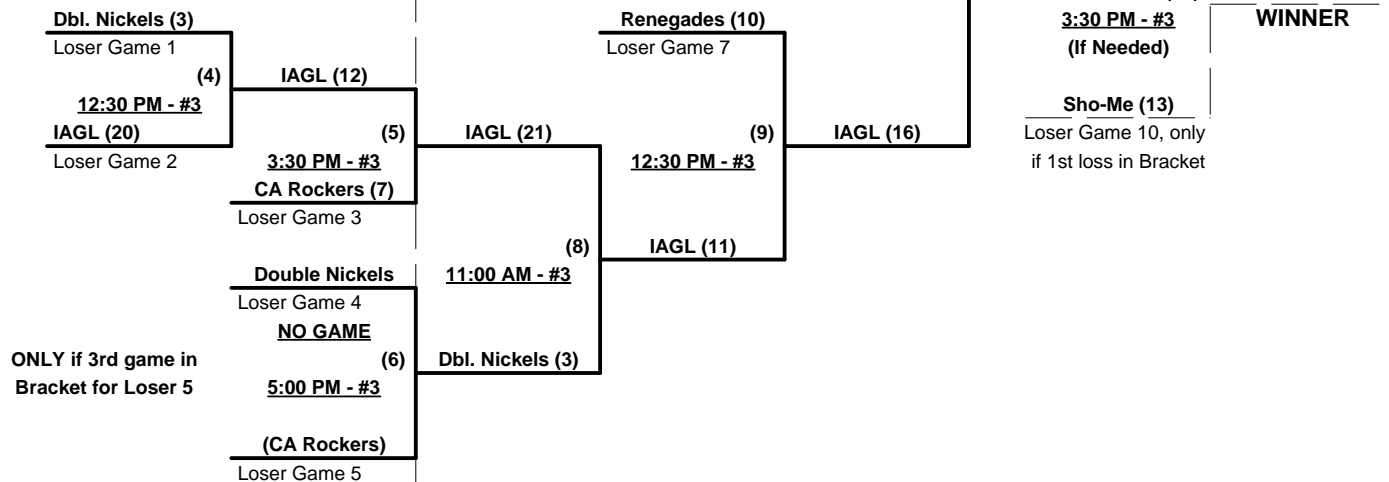 Dbl. Nickels (3)
Loser Game 1
(4)
12:30 PM - #3
IAGL (20)
Loser Game 2
IAGL (12)
(5)
3:30 PM - #3
CA Rockers (7)
Loser Game 3
Double Nickels
Loser Game 4
NO GAME
ONLY if 3rd game in
Bracket for Loser 5
(6)
5:00 PM - #3
(CA Rockers)
Loser Game 5
IAGL (21)
(8)
11:00 AM - #3
Dbl. Nickels (3)
Renegades (10)
Loser Game 7
(9)
12:30 PM - #3
IAGL (11)
IAGL (16)
3:30 PM - #3
(If Needed)
WINNER
Sho-Me (13)
Loser Game 10, only
if 1st loss in Bracket